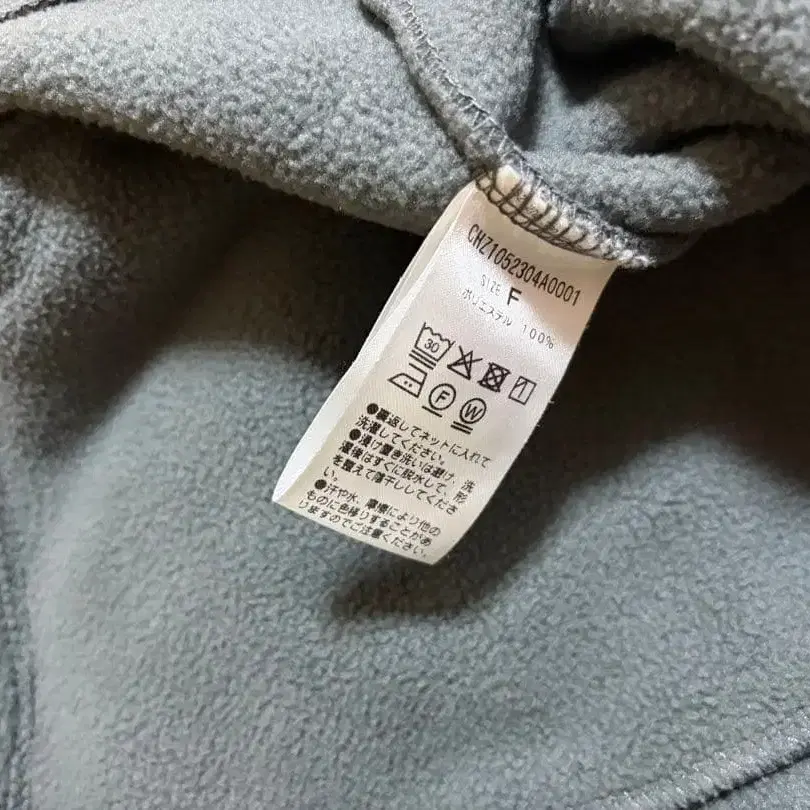 CHZ1052304A0001
SIZE F
ポリエステル 100%
30
F W
●裏返してネットに入れて
洗濯してください。
●漬け置き洗いは避け、洗
濯後はすぐに脱水して、形
を整えて陰干ししてくださ
い。
●汗や水、摩擦により他の
ものに色移りすることがあ
りますのでご注意ください。